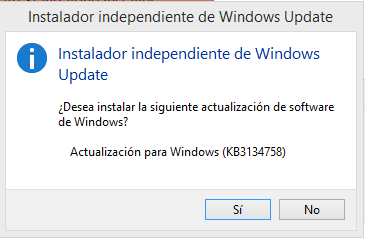 Instalador independiente de Windows Update
Instalador independiente de Windows
Update
¿Desea instalar la siguiente actualización de software
de Windows?
Actualización para Windows (KB3134758)
Sí
No